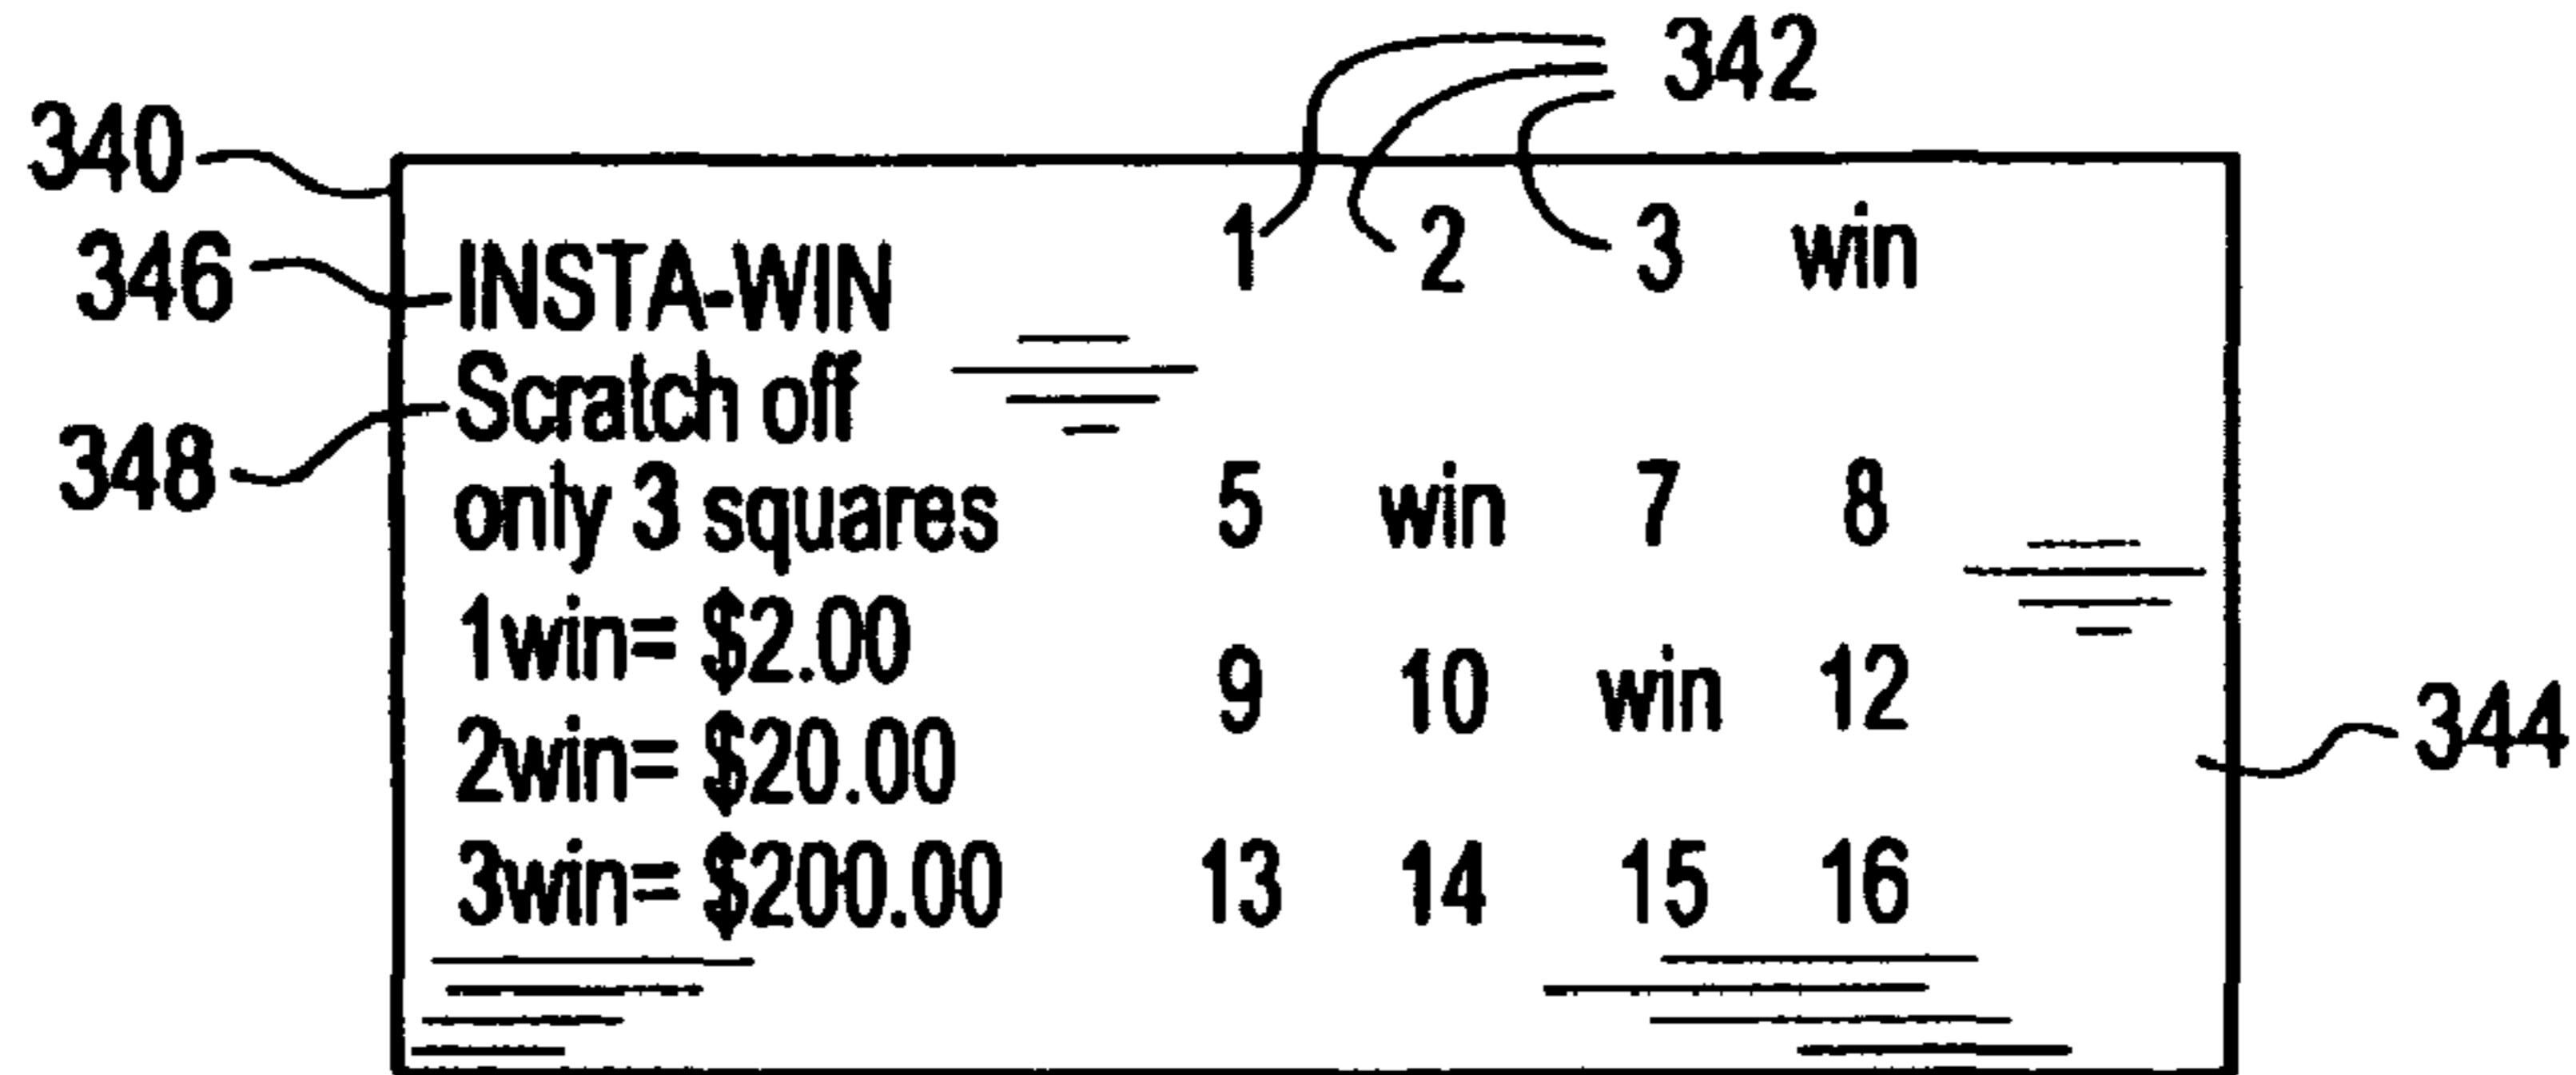 342
340
1 2 3 win
346
INSTA-WIN
Scratch off
348
only 3 squares
5 win 7 8
1win= $2.00
9 10 win 12
344
2win= $20.00
3win= $200.00
13 14 15 16